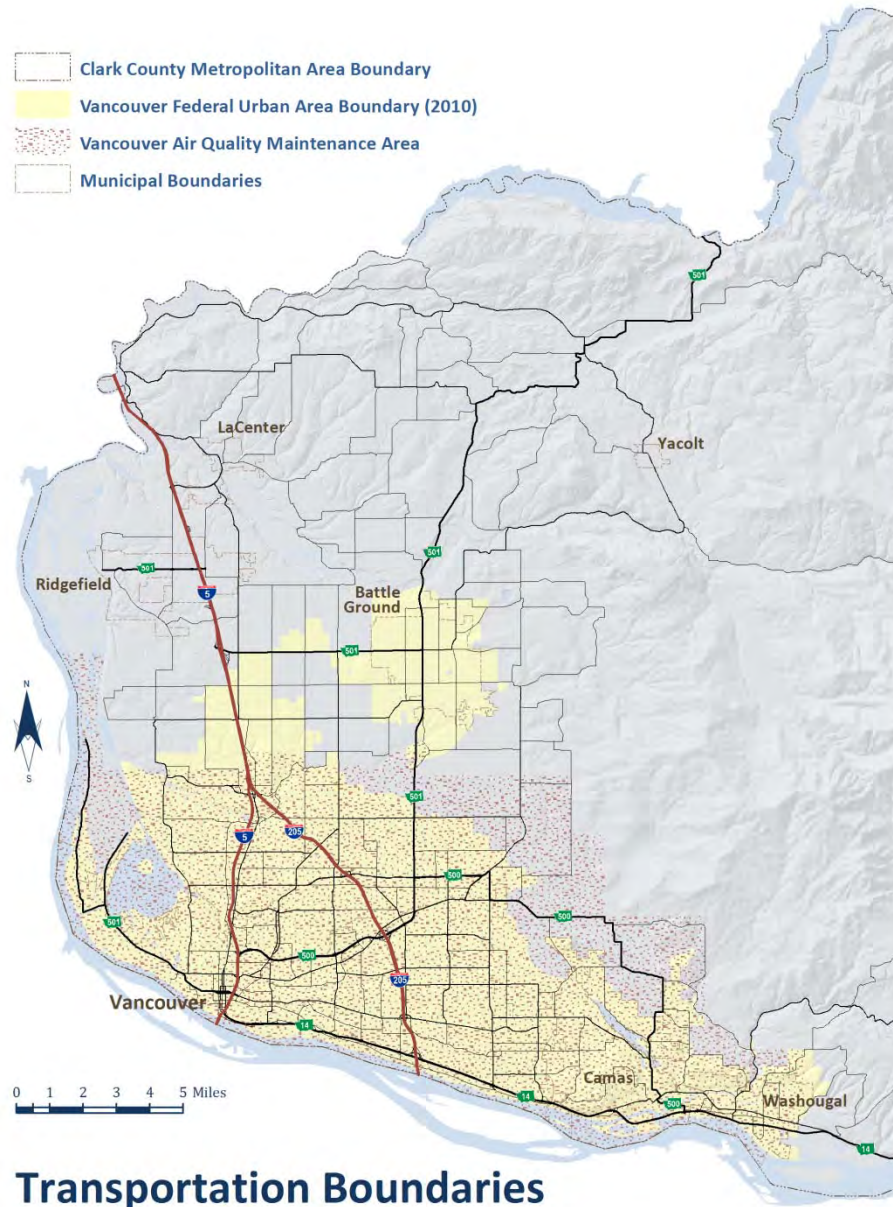 Clark County Metropolitan Area Boundary
Vancouver Federal Urban Area Boundary (2010)
Vancouver Air Quality Maintenance Area
Municipal Boundaries
501
LaCenter
Yacolt
501
501
Ridgefield
5
Battle
Ground
501
N
S
501
5
205
500
500
501
500
205
Vancouver
14
Camas
0 1 2 3 4 5 Miles
14
500
Washougal
14
Transportation Boundaries